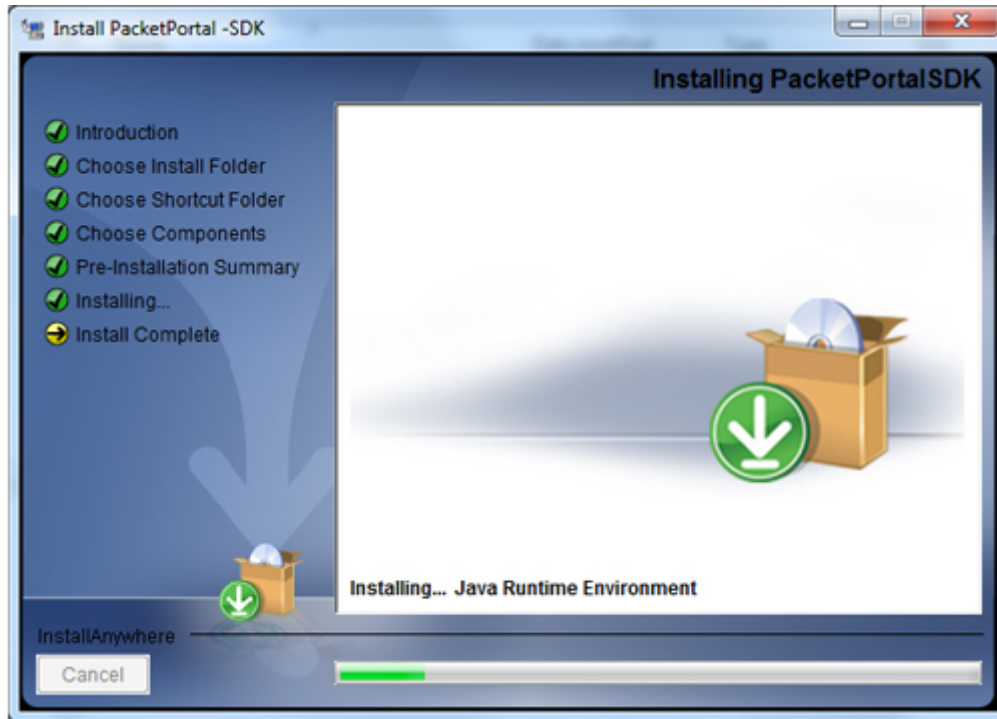 Install PacketPortal -SDK
Installing PacketPortalSDK
Introduction
Choose Install Folder
Choose Shortcut Folder
Choose Components
Pre-Installation Summary
Installing...
Install Complete
Installing... Java Runtime Environment
InstallAnywhere
Cancel